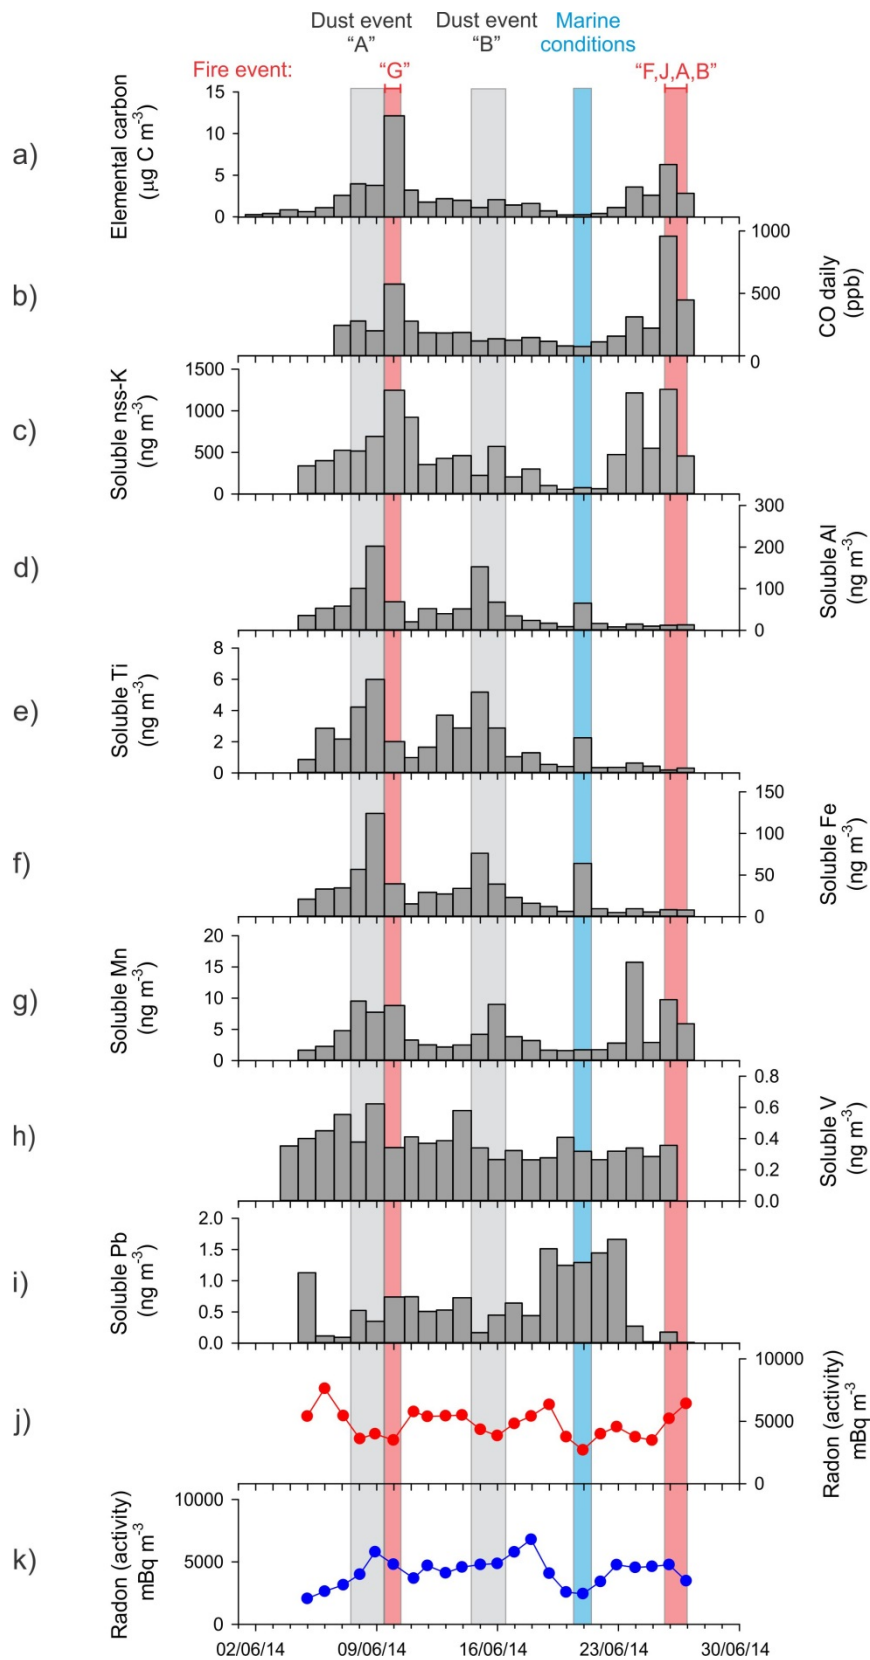 Dust event
“A”
Dust event
“B”
Marine
conditions
Fire event:
“G”
“F,J,A,B”
a)
Elemental carbon
(µg C m⁻³)
15
10
5
0
b)
CO daily
(ppb)
1000
500
0
c)
Soluble nss-K
(ng m⁻³)
1500
1000
500
0
d)
Soluble Al
(ng m⁻³)
300
200
100
0
e)
Soluble Ti
(ng m⁻³)
8
6
4
2
0
f)
Soluble Fe
(ng m⁻³)
150
100
50
0
g)
Soluble Mn
(ng m⁻³)
20
15
10
5
0
h)
Soluble V
(ng m⁻³)
0.8
0.6
0.4
0.2
0.0
i)
Soluble Pb
(ng m⁻³)
2.0
1.5
1.0
0.5
0.0
j)
Radon (activity)
mBq m⁻³
10000
5000
0
k)
Radon (activity)
mBq m⁻³
10000
5000
0
02/06/14 09/06/14 16/06/14 23/06/14 30/06/14